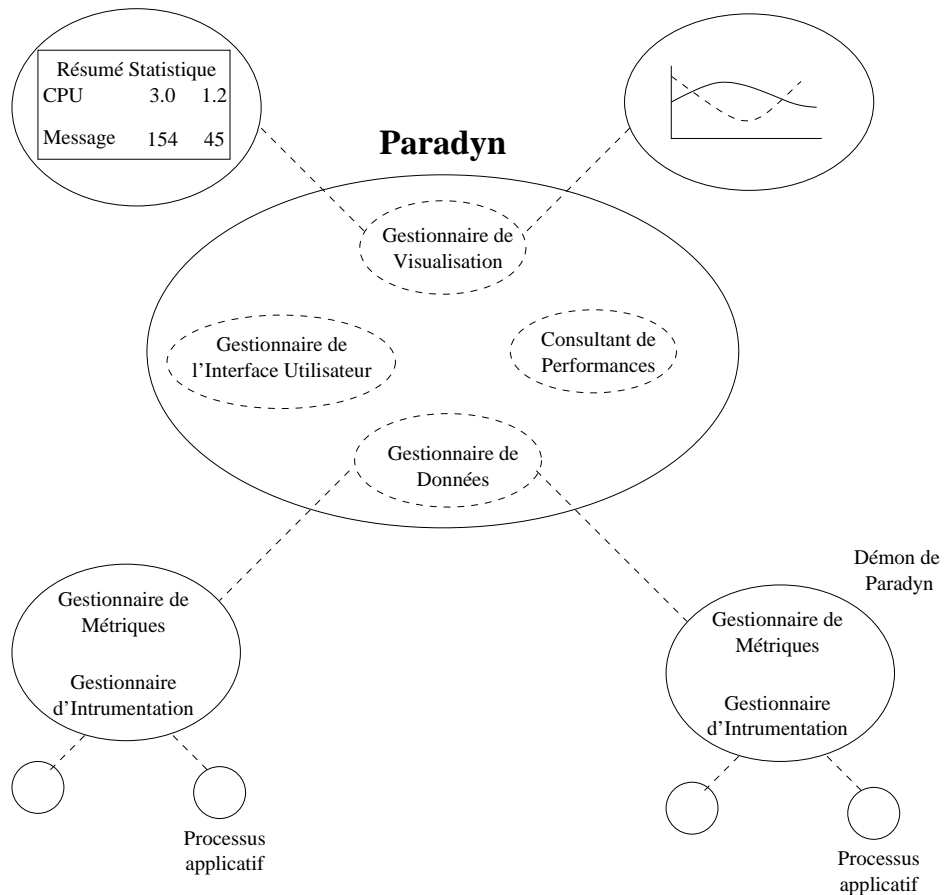 Résumé Statistique
CPU 3.0 1.2
Message 154 45
Paradyn
Gestionnaire de
Visualisation
Gestionnaire de
l'Interface Utilisateur
Consultant de
Performances
Gestionnaire de
Données
Gestionnaire de
Métriques
Gestionnaire
d'Intrumentation
Processus
applicatif
Démon de
Paradyn
Gestionnaire de
Métriques
Gestionnaire
d'Intrumentation
Processus
applicatif